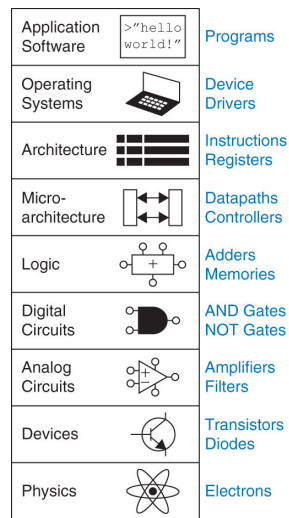 Application
Software
>"hello
world!"
Programs
Operating
Systems
Device
Drivers
Architecture
Instructions
Registers
Micro-
architecture
Datapaths
Controllers
Logic
+
Adders
Memories
Digital
Circuits
AND Gates
NOT Gates
Analog
Circuits
+
−
Amplifiers
Filters
Devices
Transistors
Diodes
Physics
Electrons